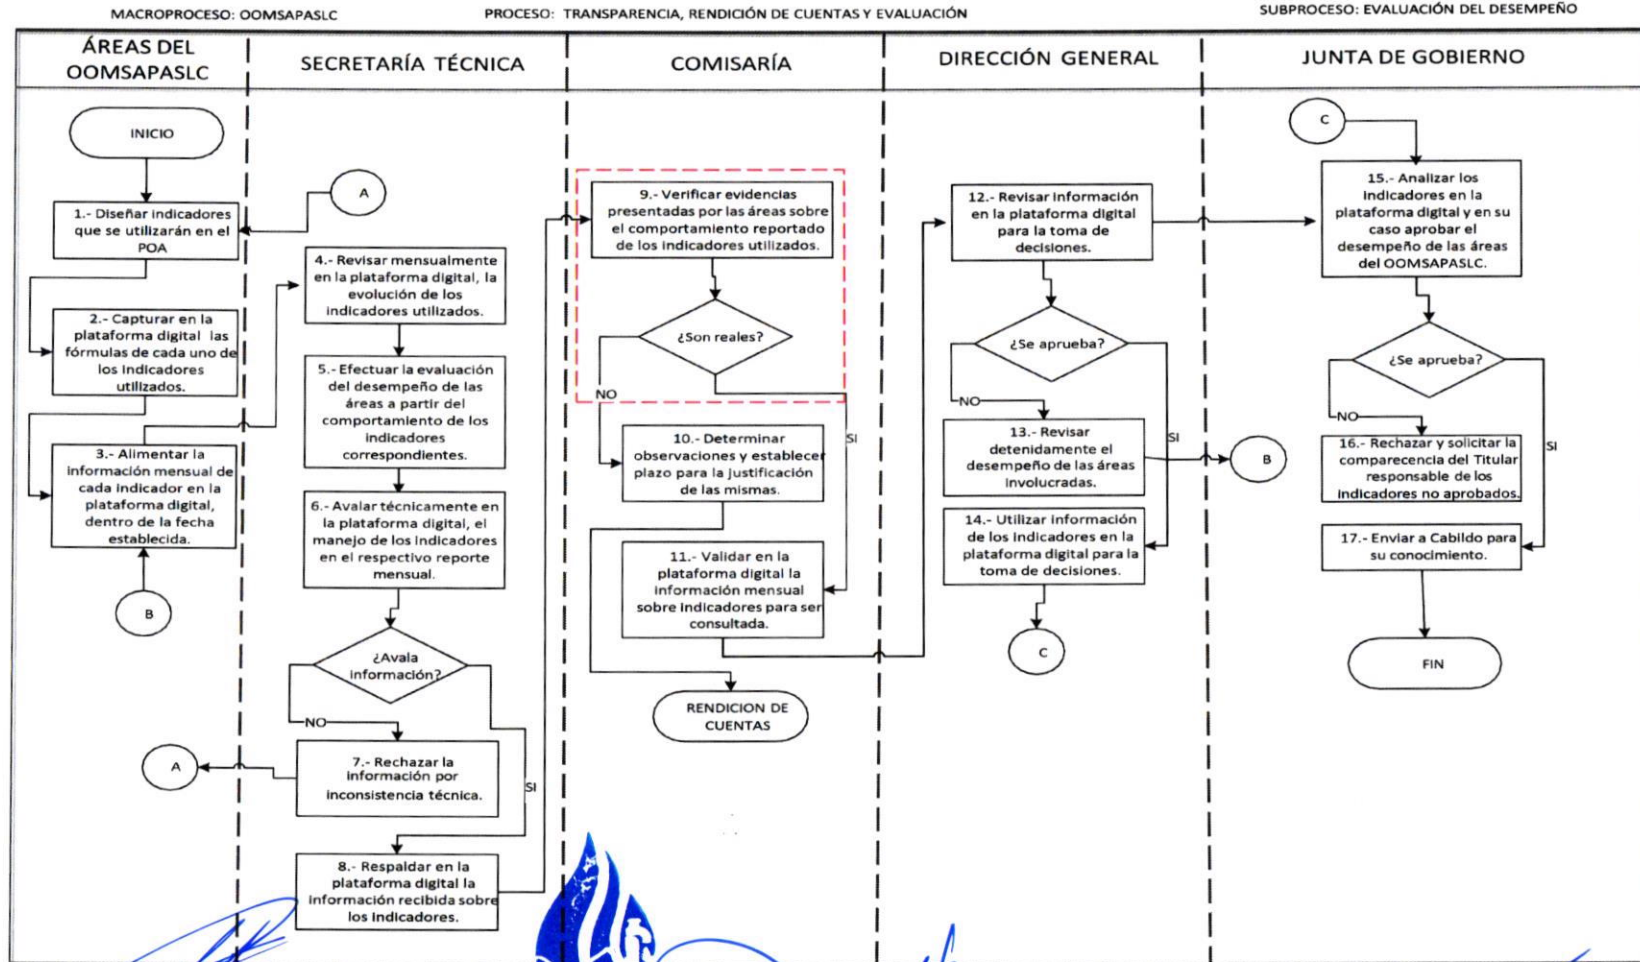 MACROPROCESO: OOMSAPASLC
PROCESO: TRANSPARENCIA, RENDICIÓN DE CUENTAS Y EVALUACIÓN
SUBPROCESO: EVALUACIÓN DEL DESEMPEÑO
ÁREAS DEL
OOMSAPASLC
SECRETARÍA TÉCNICA
COMISARÍA
DIRECCIÓN GENERAL
JUNTA DE GOBIERNO
INICIO
A
1.- Diseñar indicadores
que se utilizarán en el
POA
2.- Capturar en la
plataforma digital las
fórmulas de cada uno de
los indicadores
utilizados.
3.- Alimentar la
información mensual de
cada indicador en la
plataforma digital,
dentro de la fecha
establecida.
B
4.- Revisar mensualmente
en la plataforma digital, la
evolución de los
indicadores utilizados.
5.- Efectuar la evaluación
del desempeño de las
áreas a partir del
comportamiento de los
indicadores
correspondientes.
6.- Avalar técnicamente en
la plataforma digital, el
manejo de los indicadores
en el respectivo reporte
mensual.
¿Avala
información?
NO
SI
A
7.- Rechazar la
información por
inconsistencia técnica.
8.- Respaldar en la
plataforma digital la
información recibida sobre
los indicadores.
9.- Verificar evidencias
presentadas por las áreas sobre
el comportamiento reportado
de los indicadores utilizados.
¿Son reales?
NO
SI
10.- Determinar
observaciones y establecer
plazo para la justificación
de las mismas.
11.- Validar en la
plataforma digital la
información mensual
sobre indicadores para ser
consultada.
RENDICION DE
CUENTAS
12.- Revisar información
en la plataforma digital
para la toma de
decisiones.
¿Se aprueba?
NO
SI
13.- Revisar
detenidamente el
desempeño de las áreas
involucradas.
B
14.- Utilizar información
de los indicadores en la
plataforma digital para la
toma de decisiones.
C
C
15.- Analizar los
indicadores en la
plataforma digital y en su
caso aprobar el
desempeño de las áreas
del OOMSAPASLC.
¿Se aprueba?
NO
SI
16.- Rechazar y solicitar la
comparecencia del Titular
responsable de los
indicadores no aprobados.
17.- Enviar a Cabildo para
su conocimiento.
FIN